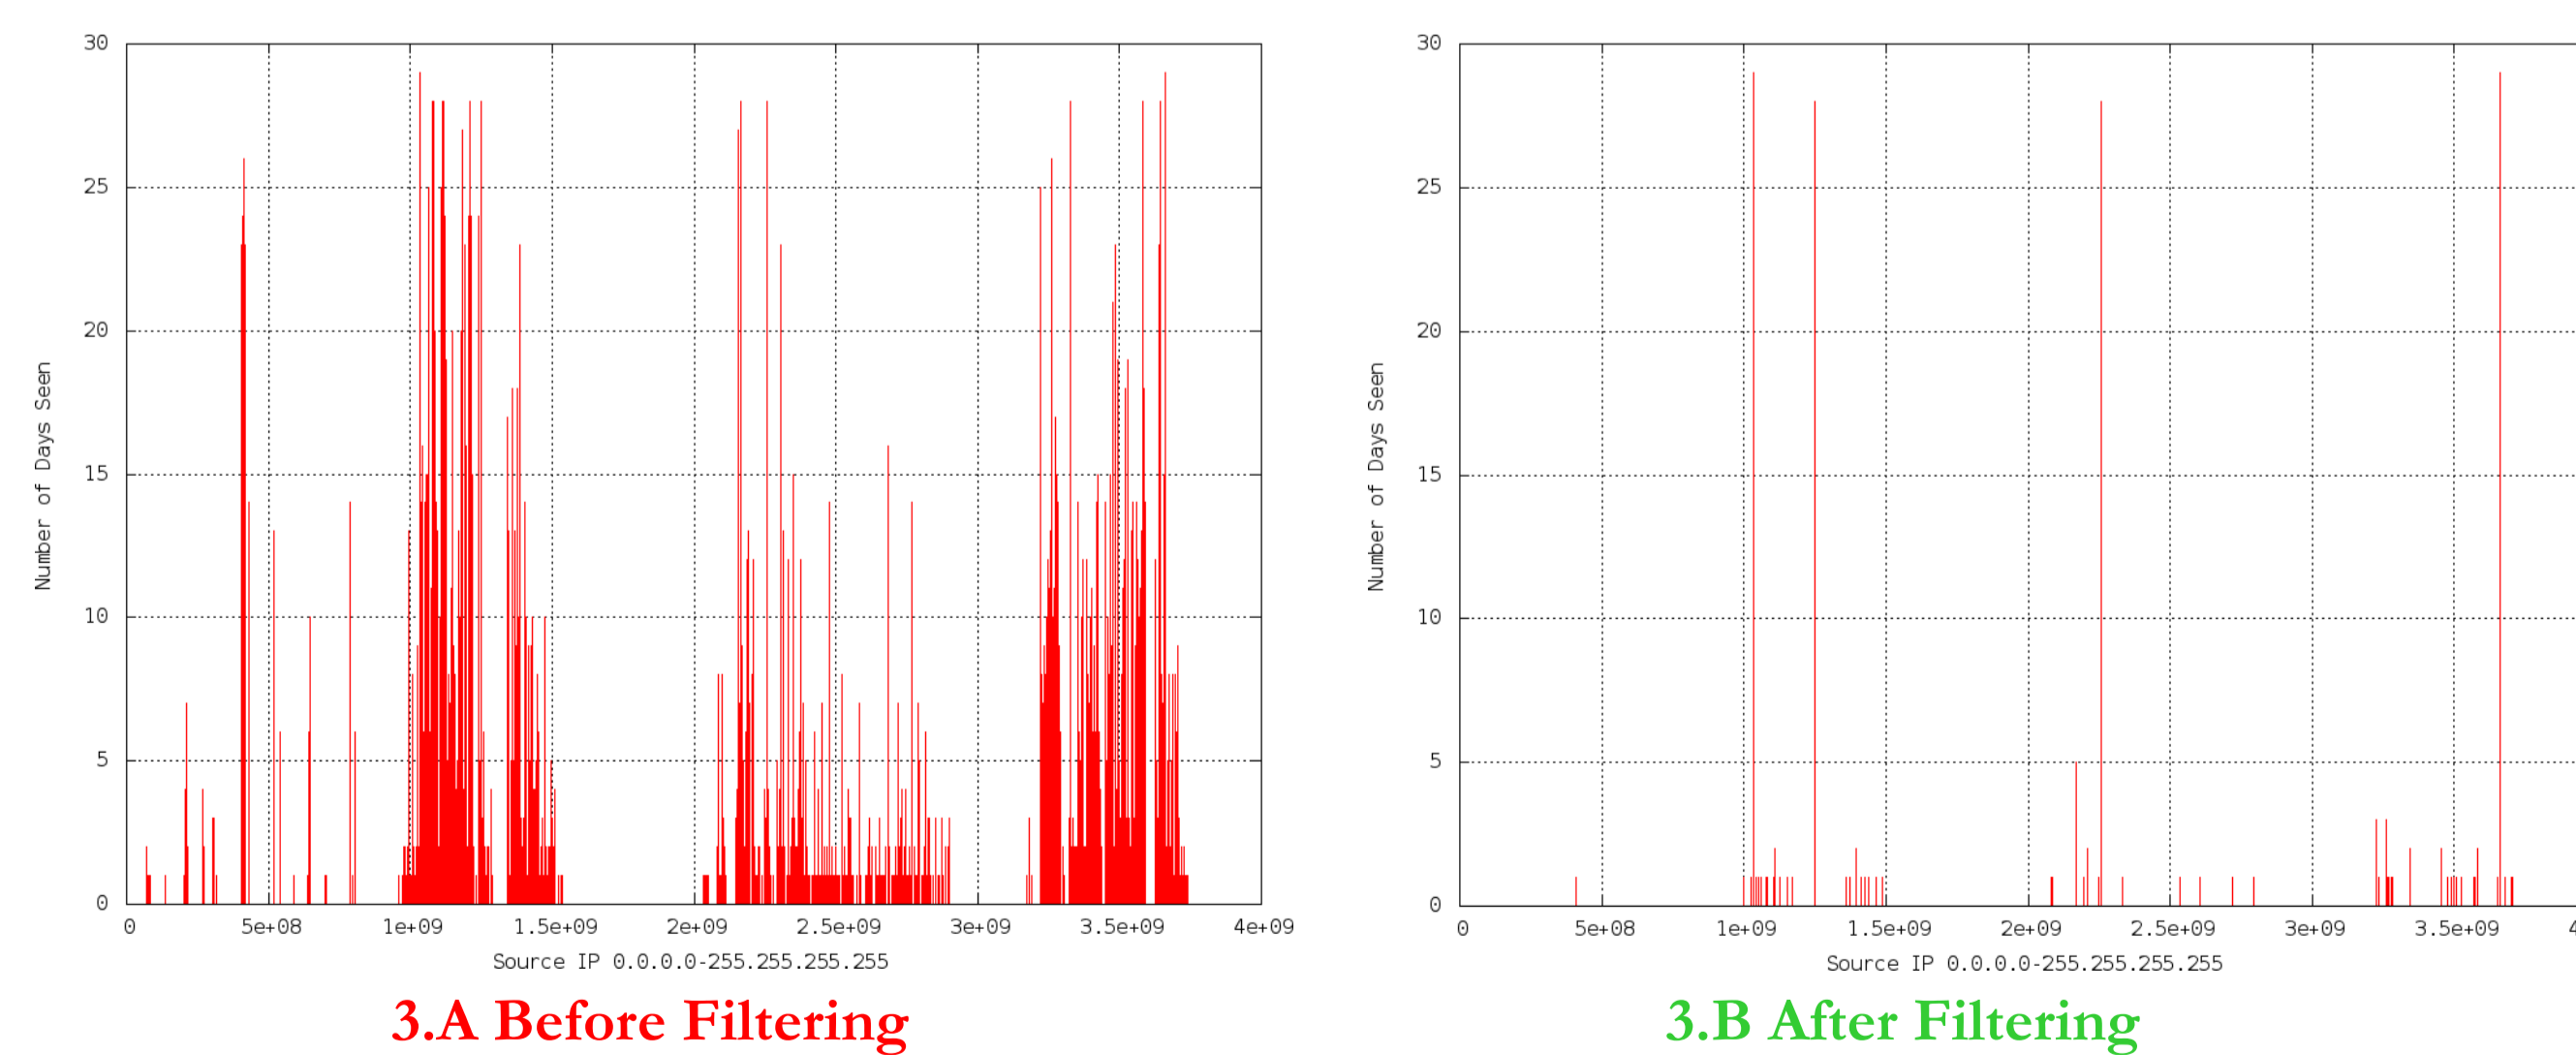 30
25
20
15
10
5
0
Number of Days Seen
0 5e+08 1e+09 1.5e+09 2e+09 2.5e+09 3e+09 3.5e+09 4e+09
Source IP 0.0.0.0-255.255.255.255
3.A Before Filtering
30
25
20
15
10
5
0
Number of Days Seen
0 5e+08 1e+09 1.5e+09 2e+09 2.5e+09 3e+09 3.5e+09 4
Source IP 0.0.0.0-255.255.255.255
3.B After Filtering